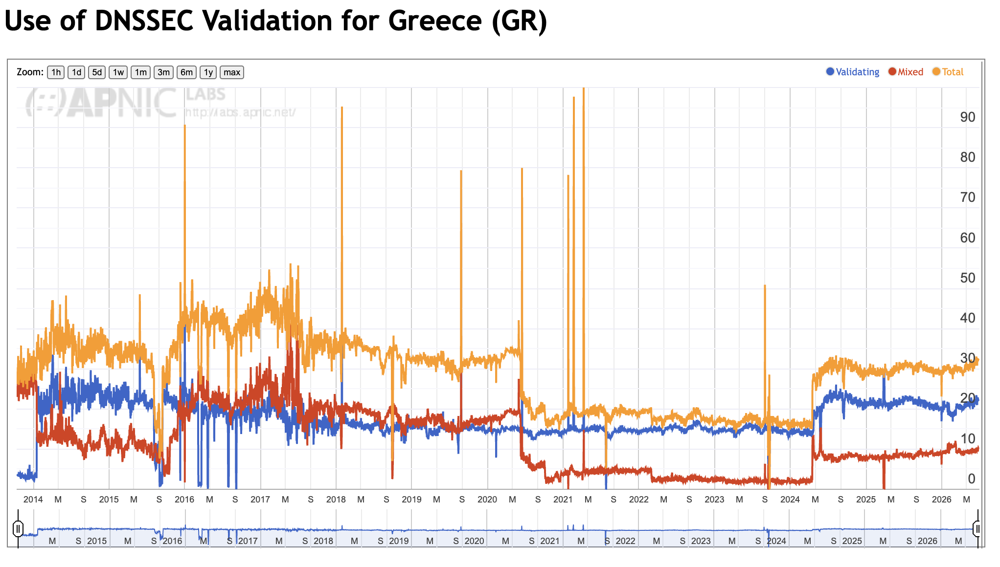 Use of DNSSEC Validation for Greece (GR)
Zoom: 1h 1d 5d 1w 1m 3m 6m 1y max
Validating Mixed Total
(::)APNIC LABS
http://labs.apnic.net/
90
80
70
60
50
40
30
20
10
0
2014 M S 2015 M S 2016 M S 2017 M S 2018 M S 2019 M S 2020 M S 2021 M S 2022 M S 2023 M S 2024 M S 2025 M S 2026 M
M S 2015 M S 2016 M S 2017 M S 2018 M S 2019 M S 2020 M S 2021 M S 2022 M S 2023 M S 2024 M S 2025 M S 2026 M